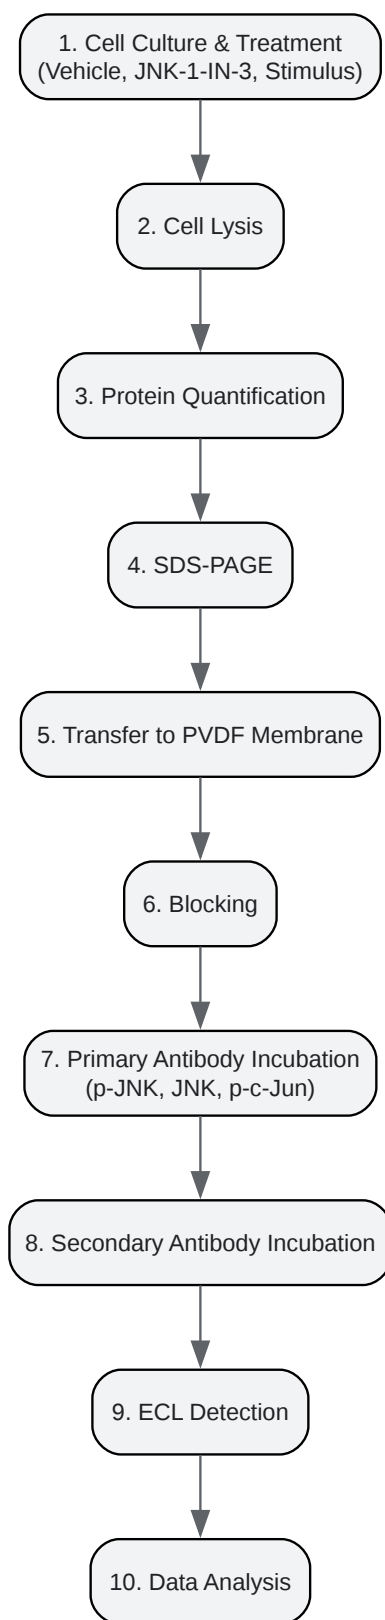 1. Cell Culture & Treatment
(Vehicle, JNK-1-IN-3, Stimulus)
2. Cell Lysis
3. Protein Quantification
4. SDS-PAGE
5. Transfer to PVDF Membrane
6. Blocking
7. Primary Antibody Incubation
(p-JNK, JNK, p-c-Jun)
8. Secondary Antibody Incubation
9. ECL Detection
10. Data Analysis